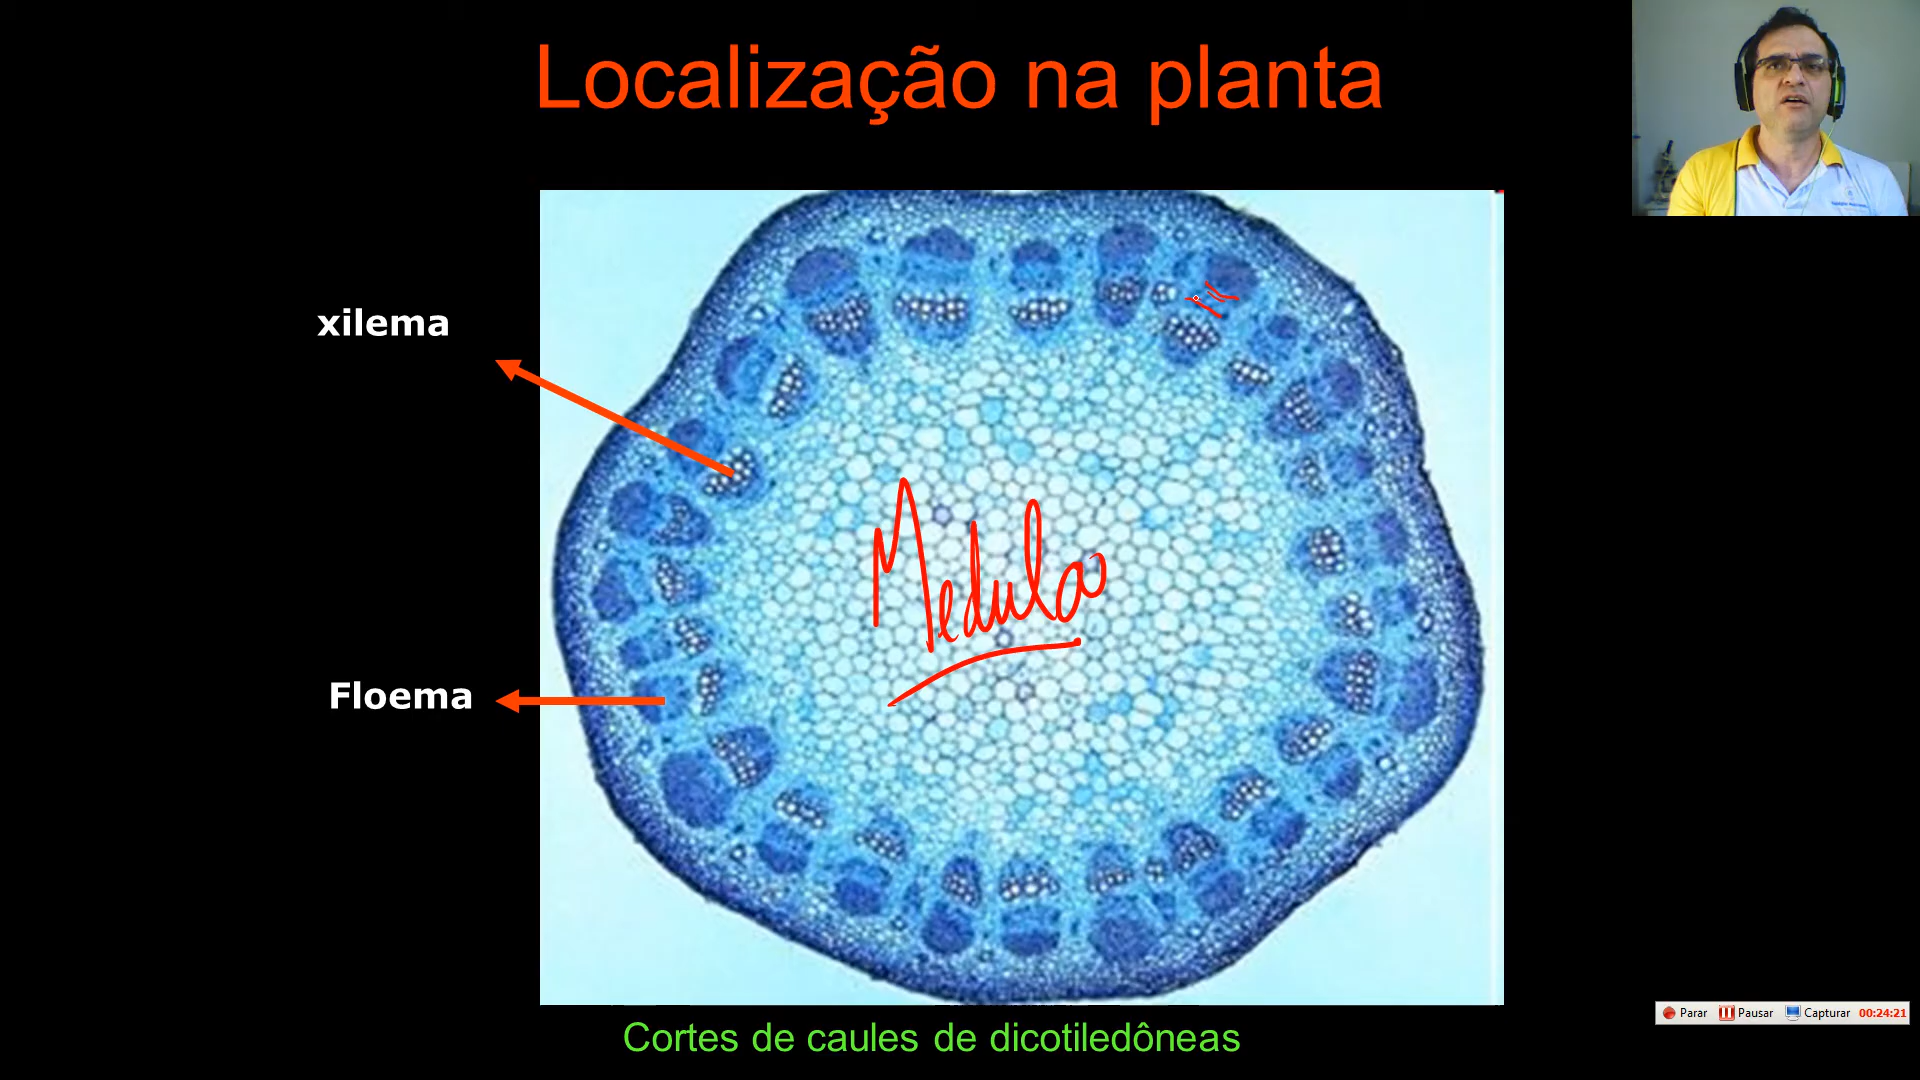 Localização na planta
xilema
Medula
Floema
Cortes de caules de dicotiledôneas
Parar Pausar Capturar 00:24:21